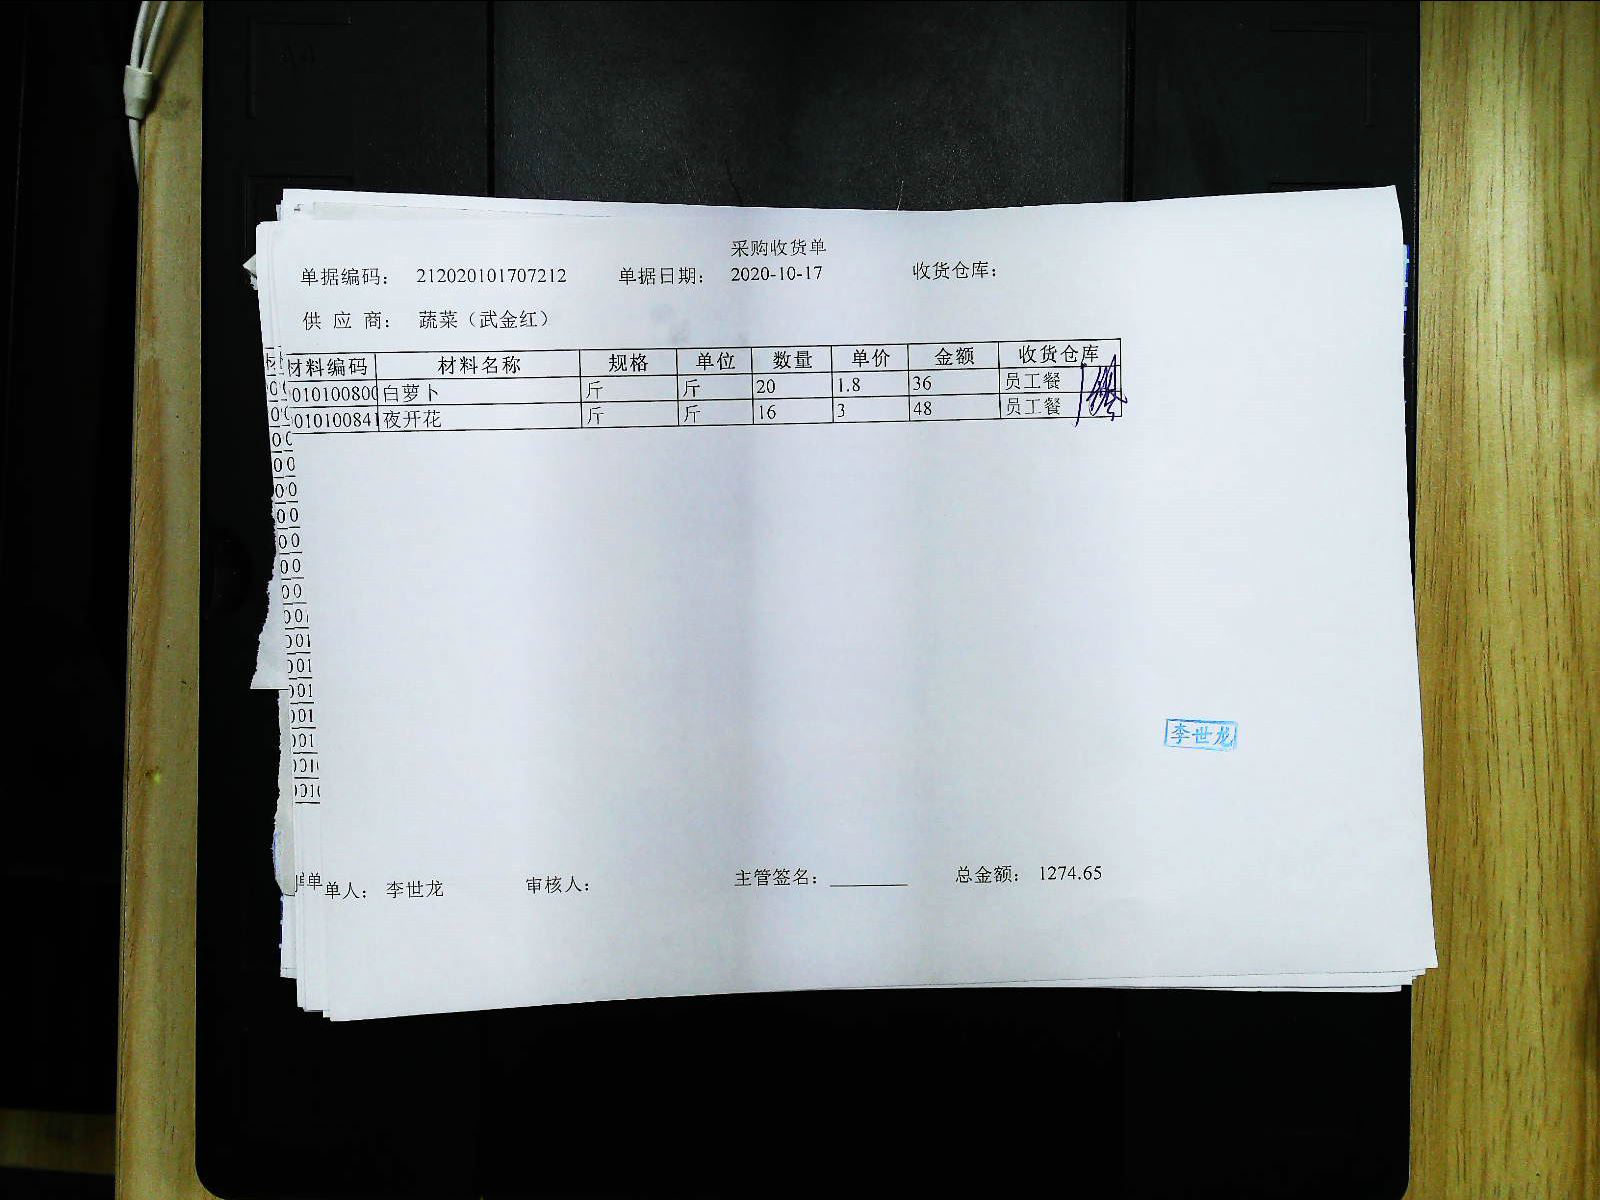 采购收货单
单据编码： 212020101707212 单据日期： 2020-10-17 收货仓库：
供 应 商： 蔬菜（武金红）
材料编码 材料名称 规格 单位 数量 单价 金额 收货仓库
010100800 白萝卜 斤 斤 20 1.8 36 员工餐
010100841 夜开花 斤 斤 16 3 48 员工餐
李世龙
单人： 李世龙 审核人： 主管签名： 总金额： 1274.65